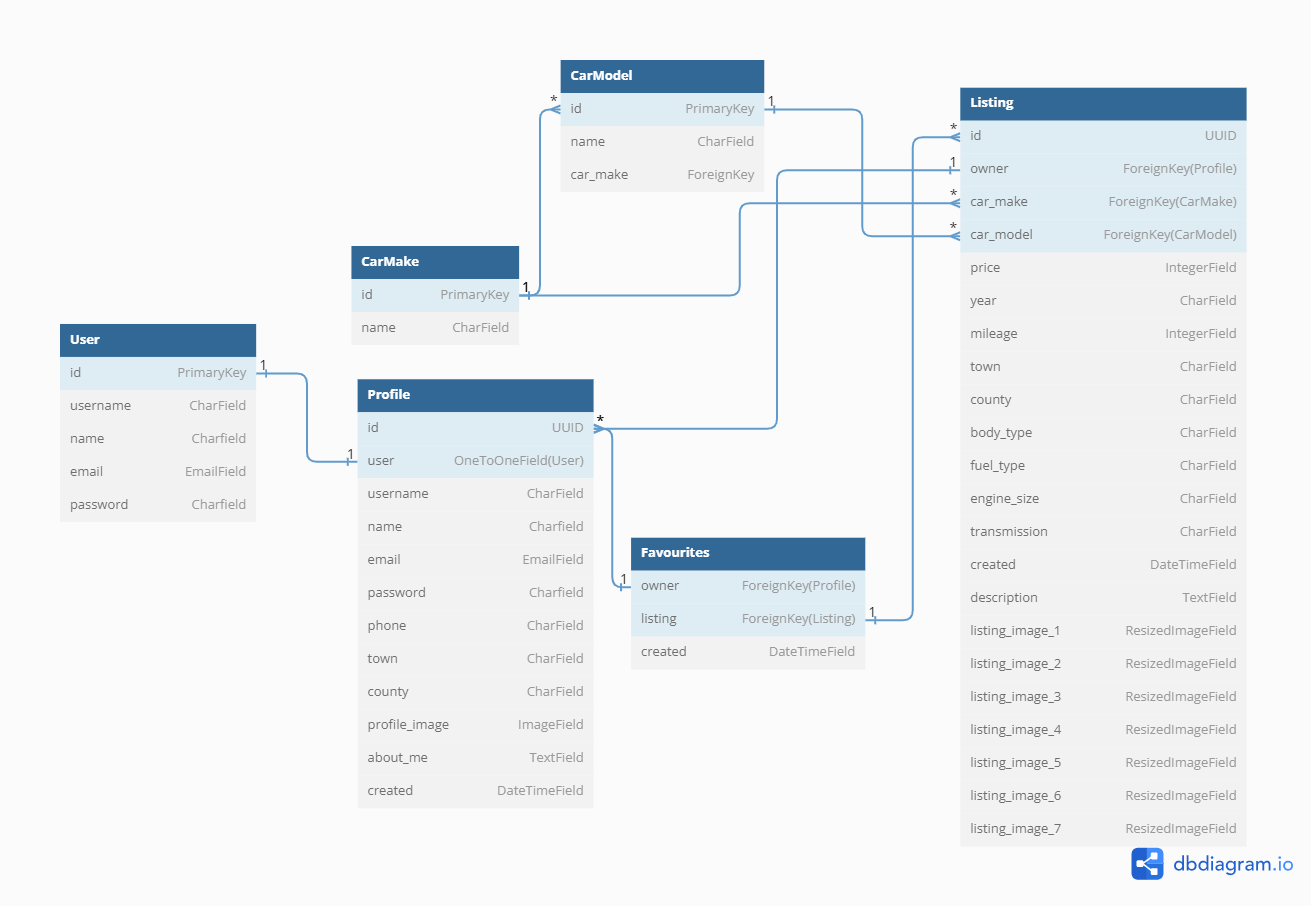 CarModel
* id PrimaryKey 1
name CharField
car_make ForeignKey
Listing
* id UUID
1 owner ForeignKey(Profile)
* car_make ForeignKey(CarMake)
* car_model ForeignKey(CarModel)
price IntegerField
year CharField
mileage IntegerField
town CharField
county CharField
body_type CharField
fuel_type CharField
engine_size CharField
transmission CharField
created DateTimeField
description TextField
listing_image_1 ResizedImageField
listing_image_2 ResizedImageField
listing_image_3 ResizedImageField
listing_image_4 ResizedImageField
listing_image_5 ResizedImageField
listing_image_6 ResizedImageField
listing_image_7 ResizedImageField
CarMake
id PrimaryKey 1
name CharField
User
id PrimaryKey 1
username CharField
name Charfield
email EmailField
password Charfield
Profile
id UUID *
1 user OneToOneField(User)
username CharField
name Charfield
email EmailField
password Charfield
phone CharField
town CharField
county CharField
profile_image ImageField
about_me TextField
created DateTimeField
Favourites
1 owner ForeignKey(Profile)
listing ForeignKey(Listing) 1
created DateTimeField
dbdiagram.io